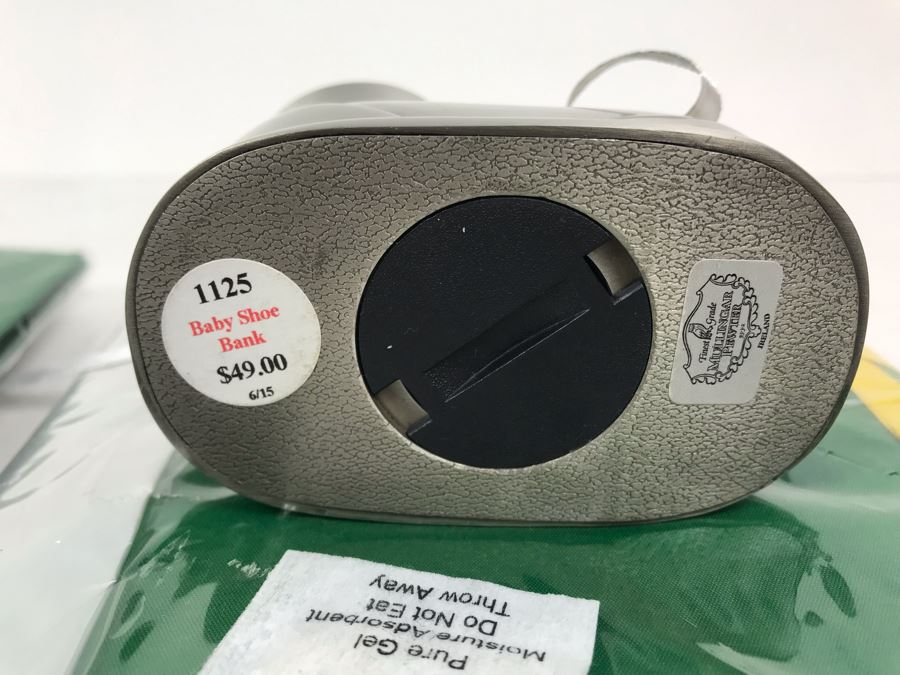 1125
Baby Shoe
Bank
$49.00
6/15
Finest Grade
MULLINGAR
PEWTER
IRELAND
Pure Gel
Moisture Adsorbent
Do Not Eat
Throw Away